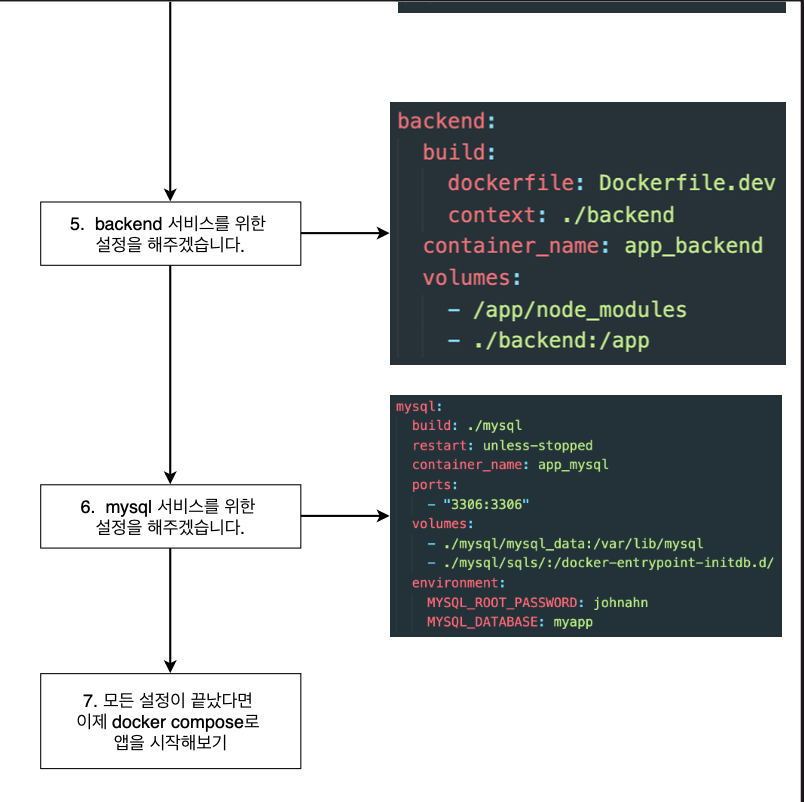 5. backend 서비스를 위한
설정을 해주겠습니다.
backend:
build:
dockerfile: Dockerfile.dev
context: ./backend
container_name: app_backend
volumes:
- /app/node_modules
- ./backend:/app
6. mysql 서비스를 위한
설정을 해주겠습니다.
mysql:
build: ./mysql
restart: unless-stopped
container_name: app_mysql
ports:
- "3306:3306"
volumes:
- ./mysql/mysql_data:/var/lib/mysql
- ./mysql/sqls/:/docker-entrypoint-initdb.d/
environment:
MYSQL_ROOT_PASSWORD: johnahn
MYSQL_DATABASE: myapp
7. 모든 설정이 끝났다면
이제 docker compose로
앱을 시작해보기